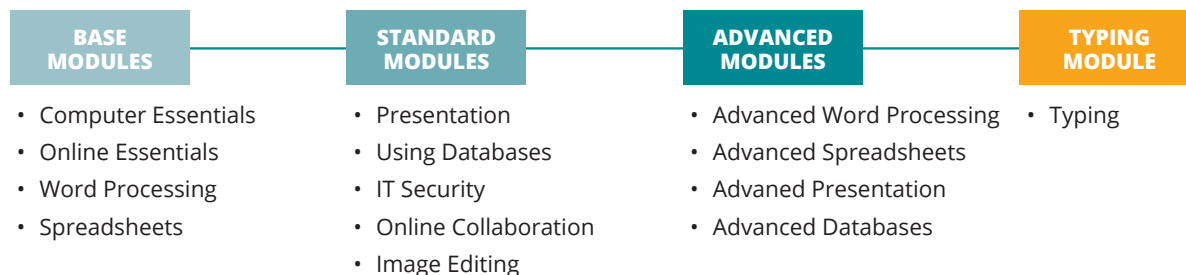 BASE
MODULES
• Computer Essentials
• Online Essentials
• Word Processing
• Spreadsheets
STANDARD
MODULES
• Presentation
• Using Databases
• IT Security
• Online Collaboration
• Image Editing
ADVANCED
MODULES
• Advanced Word Processing
• Advanced Spreadsheets
• Advaned Presentation
• Advanced Databases
TYPING
MODULE
• Typing